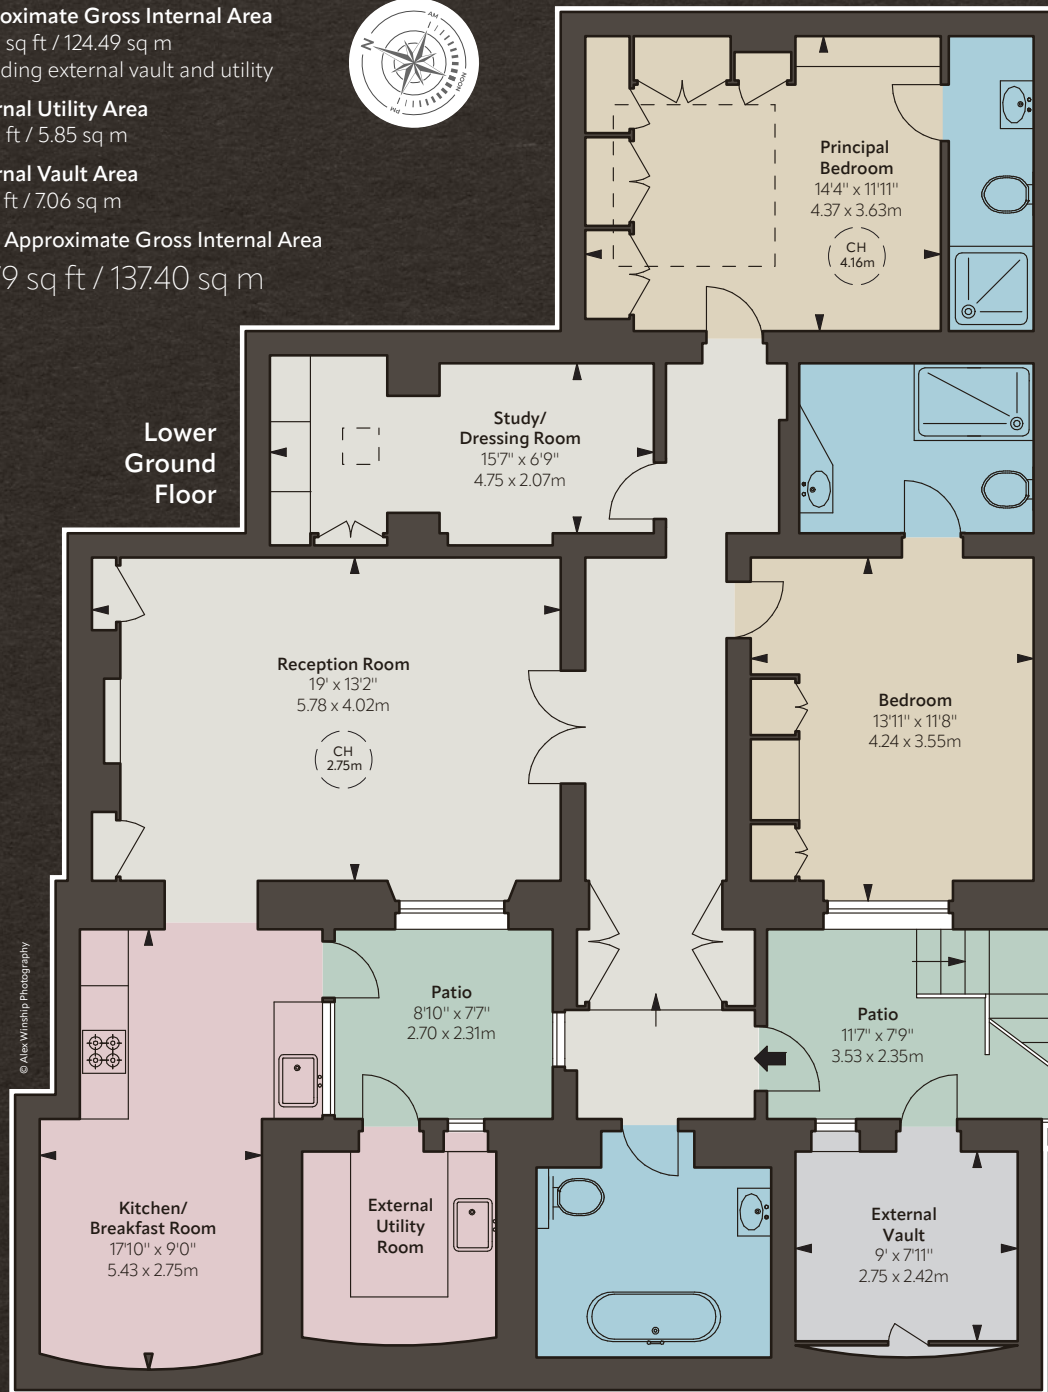 oximate Gross Internal Area
sq ft / 124.49 sq m
ding external vault and utility
rnal Utility Area
ft / 5.85 sq m
rnal Vault Area
ft / 7.06 sq m
Approximate Gross Internal Area
9 sq ft / 137.40 sq m
N
AM
NOON
PM
Lower
Ground
Floor
Principal
Bedroom
14'4" x 11'11"
4.37 x 3.63m
CH
4.16m
Study/
Dressing Room
15'7" x 6'9"
4.75 x 2.07m
Reception Room
19' x 13'2"
5.78 x 4.02m
CH
2.75m
Bedroom
13'11" x 11'8"
4.24 x 3.55m
Patio
8'10" x 7'7"
2.70 x 2.31m
Patio
11'7" x 7'9"
3.53 x 2.35m
Kitchen/
Breakfast Room
17'10" x 9'0"
5.43 x 2.75m
External
Utility
Room
External
Vault
9' x 7'11"
2.75 x 2.42m
© Alex Winship Photography